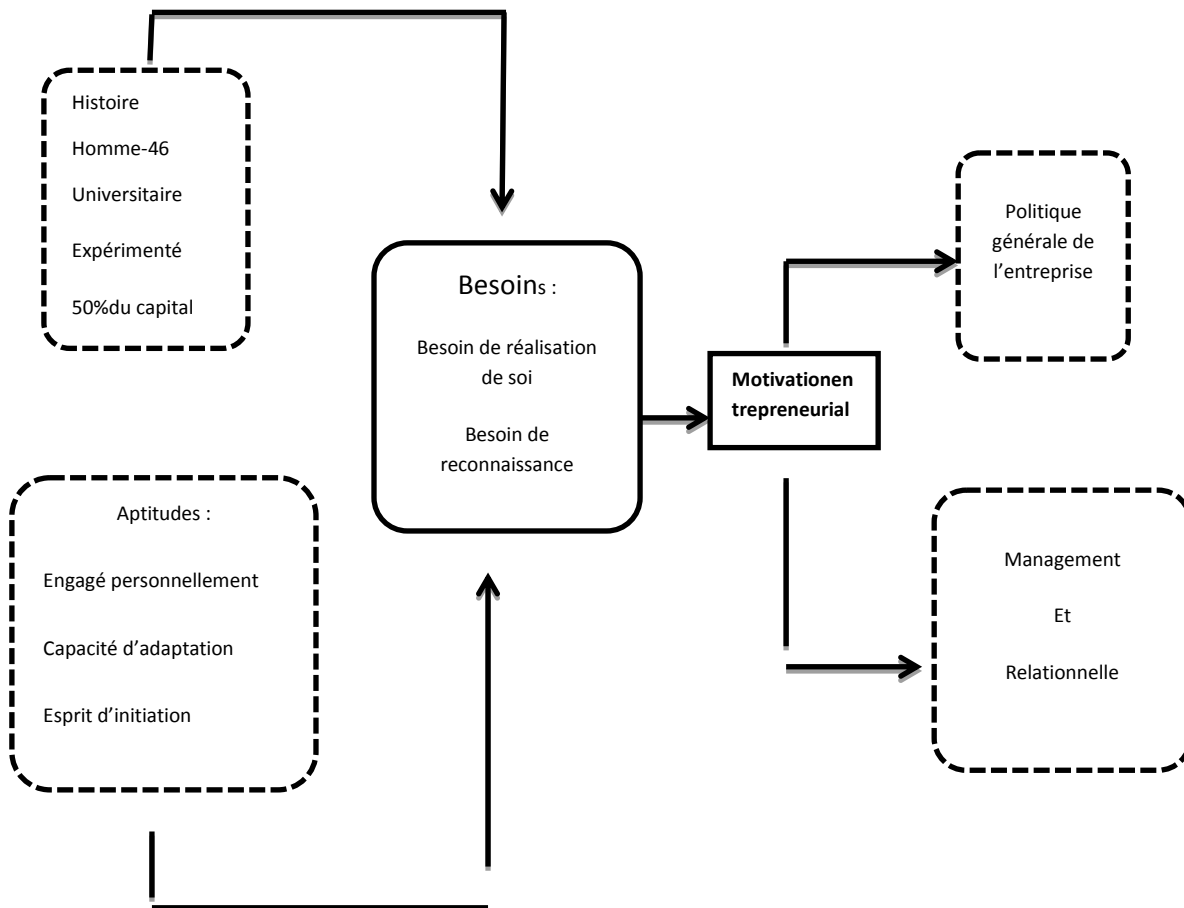 Histoire
Homme-46
Universitaire
Expérimenté
50%du capital
Besoins :
Besoin de réalisation
de soi
Besoin de
reconnaissance
Motivationen
trepreneurial
Politique
générale de
l’entreprise
Aptitudes :
Engagé personnellement
Capacité d’adaptation
Esprit d’initiation
Management
Et
Relationnelle